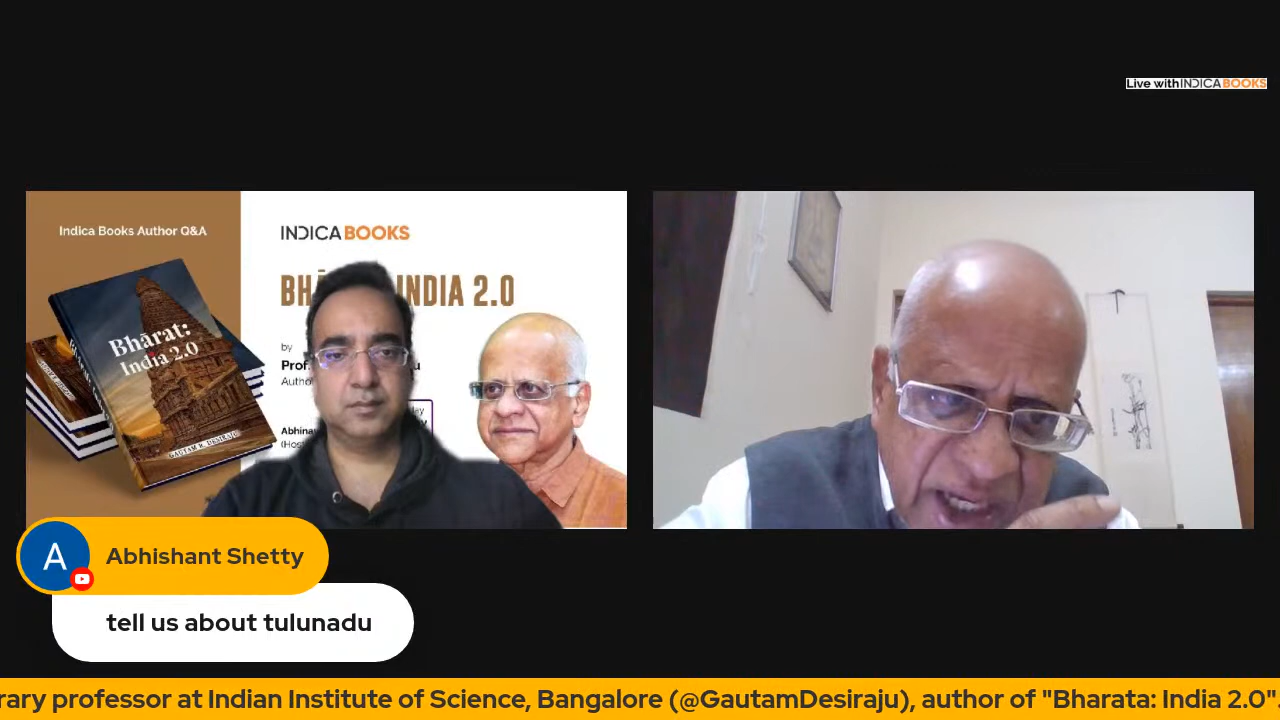 Live with INDICA BOOKS
Indica Books Author Q&A
INDICA BOOKS
INDIA 2.0
by
Prof.
Bhārat:
India 2.0
GAUTAM R. DESIRAJU
Abhishant Shetty
A
tell us about tulunadu
rary professor at Indian Institute of Science, Bangalore (@GautamDesiraju), author of "Bharata: India 2.0".